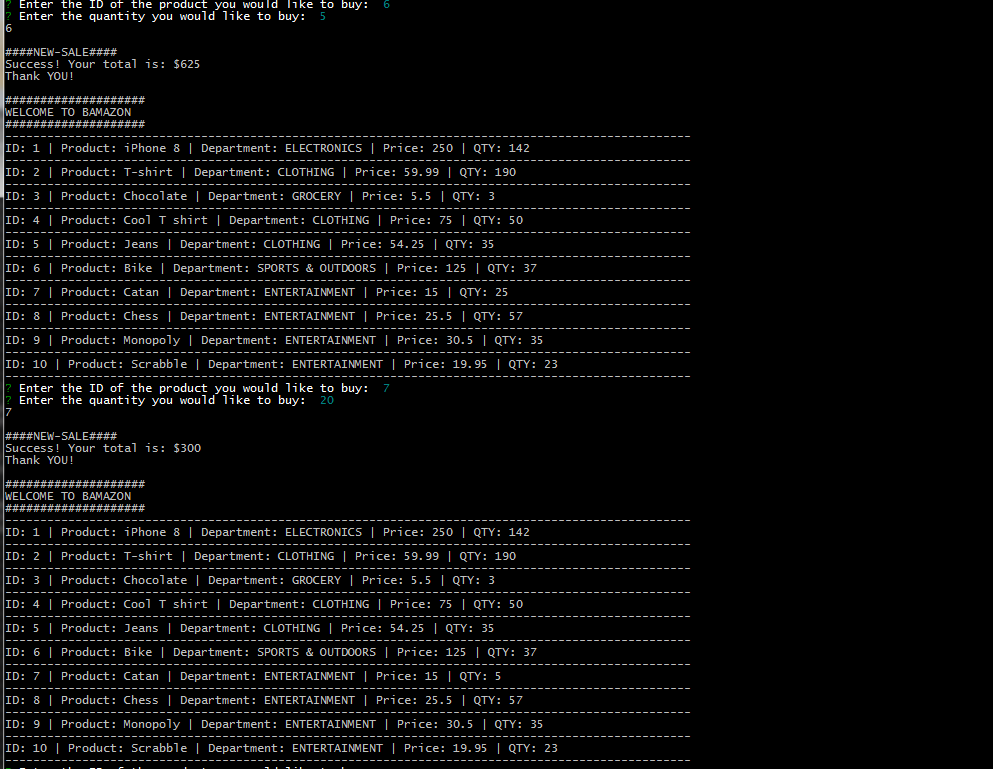 ? Enter the ID of the product you would like to buy: 6
? Enter the quantity you would like to buy: 5
6
####NEW-SALE####
Success! Your total is: $625
Thank YOU!
####################
WELCOME TO BAMAZON
####################
--------------------------------------------------------------------------------------------------
ID: 1 | Product: iPhone 8 | Department: ELECTRONICS | Price: 250 | QTY: 142
--------------------------------------------------------------------------------------------------
ID: 2 | Product: T-shirt | Department: CLOTHING | Price: 59.99 | QTY: 190
--------------------------------------------------------------------------------------------------
ID: 3 | Product: Chocolate | Department: GROCERY | Price: 5.5 | QTY: 3
--------------------------------------------------------------------------------------------------
ID: 4 | Product: Cool T shirt | Department: CLOTHING | Price: 75 | QTY: 50
--------------------------------------------------------------------------------------------------
ID: 5 | Product: Jeans | Department: CLOTHING | Price: 54.25 | QTY: 35
--------------------------------------------------------------------------------------------------
ID: 6 | Product: Bike | Department: SPORTS & OUTDOORS | Price: 125 | QTY: 37
--------------------------------------------------------------------------------------------------
ID: 7 | Product: Catan | Department: ENTERTAINMENT | Price: 15 | QTY: 25
--------------------------------------------------------------------------------------------------
ID: 8 | Product: Chess | Department: ENTERTAINMENT | Price: 25.5 | QTY: 57
--------------------------------------------------------------------------------------------------
ID: 9 | Product: Monopoly | Department: ENTERTAINMENT | Price: 30.5 | QTY: 35
--------------------------------------------------------------------------------------------------
ID: 10 | Product: Scrabble | Department: ENTERTAINMENT | Price: 19.95 | QTY: 23
--------------------------------------------------------------------------------------------------
? Enter the ID of the product you would like to buy: 7
? Enter the quantity you would like to buy: 20
7
####NEW-SALE####
Success! Your total is: $300
Thank YOU!
####################
WELCOME TO BAMAZON
####################
--------------------------------------------------------------------------------------------------
ID: 1 | Product: iPhone 8 | Department: ELECTRONICS | Price: 250 | QTY: 142
--------------------------------------------------------------------------------------------------
ID: 2 | Product: T-shirt | Department: CLOTHING | Price: 59.99 | QTY: 190
--------------------------------------------------------------------------------------------------
ID: 3 | Product: Chocolate | Department: GROCERY | Price: 5.5 | QTY: 3
--------------------------------------------------------------------------------------------------
ID: 4 | Product: Cool T shirt | Department: CLOTHING | Price: 75 | QTY: 50
--------------------------------------------------------------------------------------------------
ID: 5 | Product: Jeans | Department: CLOTHING | Price: 54.25 | QTY: 35
--------------------------------------------------------------------------------------------------
ID: 6 | Product: Bike | Department: SPORTS & OUTDOORS | Price: 125 | QTY: 37
--------------------------------------------------------------------------------------------------
ID: 7 | Product: Catan | Department: ENTERTAINMENT | Price: 15 | QTY: 5
--------------------------------------------------------------------------------------------------
ID: 8 | Product: Chess | Department: ENTERTAINMENT | Price: 25.5 | QTY: 57
--------------------------------------------------------------------------------------------------
ID: 9 | Product: Monopoly | Department: ENTERTAINMENT | Price: 30.5 | QTY: 35
--------------------------------------------------------------------------------------------------
ID: 10 | Product: Scrabble | Department: ENTERTAINMENT | Price: 19.95 | QTY: 23
--------------------------------------------------------------------------------------------------